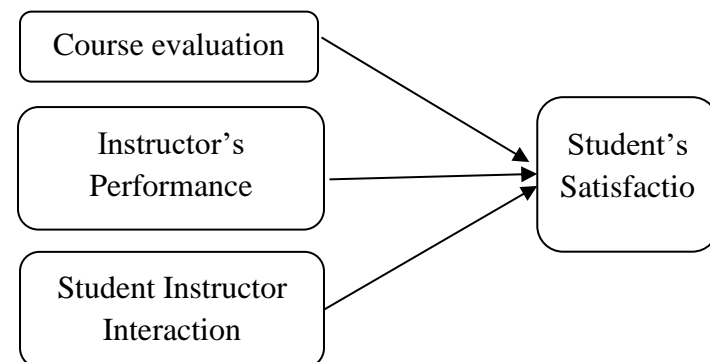 Course evaluation
Instructor’s
Performance
Student’s
Satisfactio
Student Instructor
Interaction